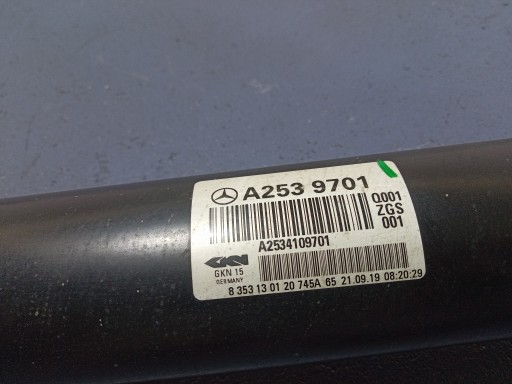 A253 9701
Q001
ZGS
001
A2534109701
GKN
GKN 15
GERMANY
8 353 13 01 20 745A 65 21.09.19 08:20:29